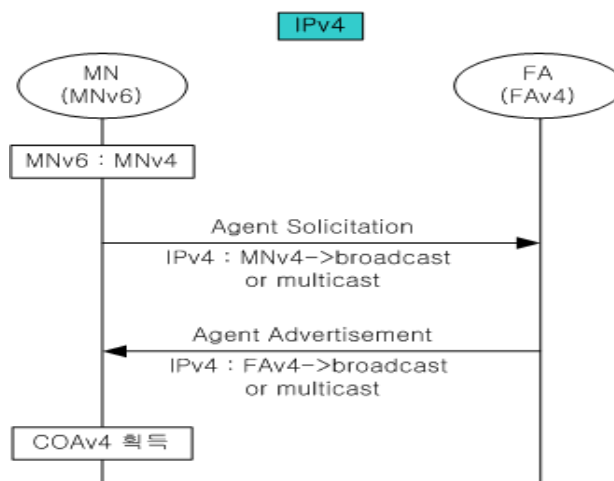 IPv4
MN
(MNv6)
FA
(FAv4)
MNv6 : MNv4
Agent Solicitation
IPv4 : MNv4->broadcast
or multicast
Agent Advertisement
IPv4 : FAv4->broadcast
or multicast
COAv4 획득